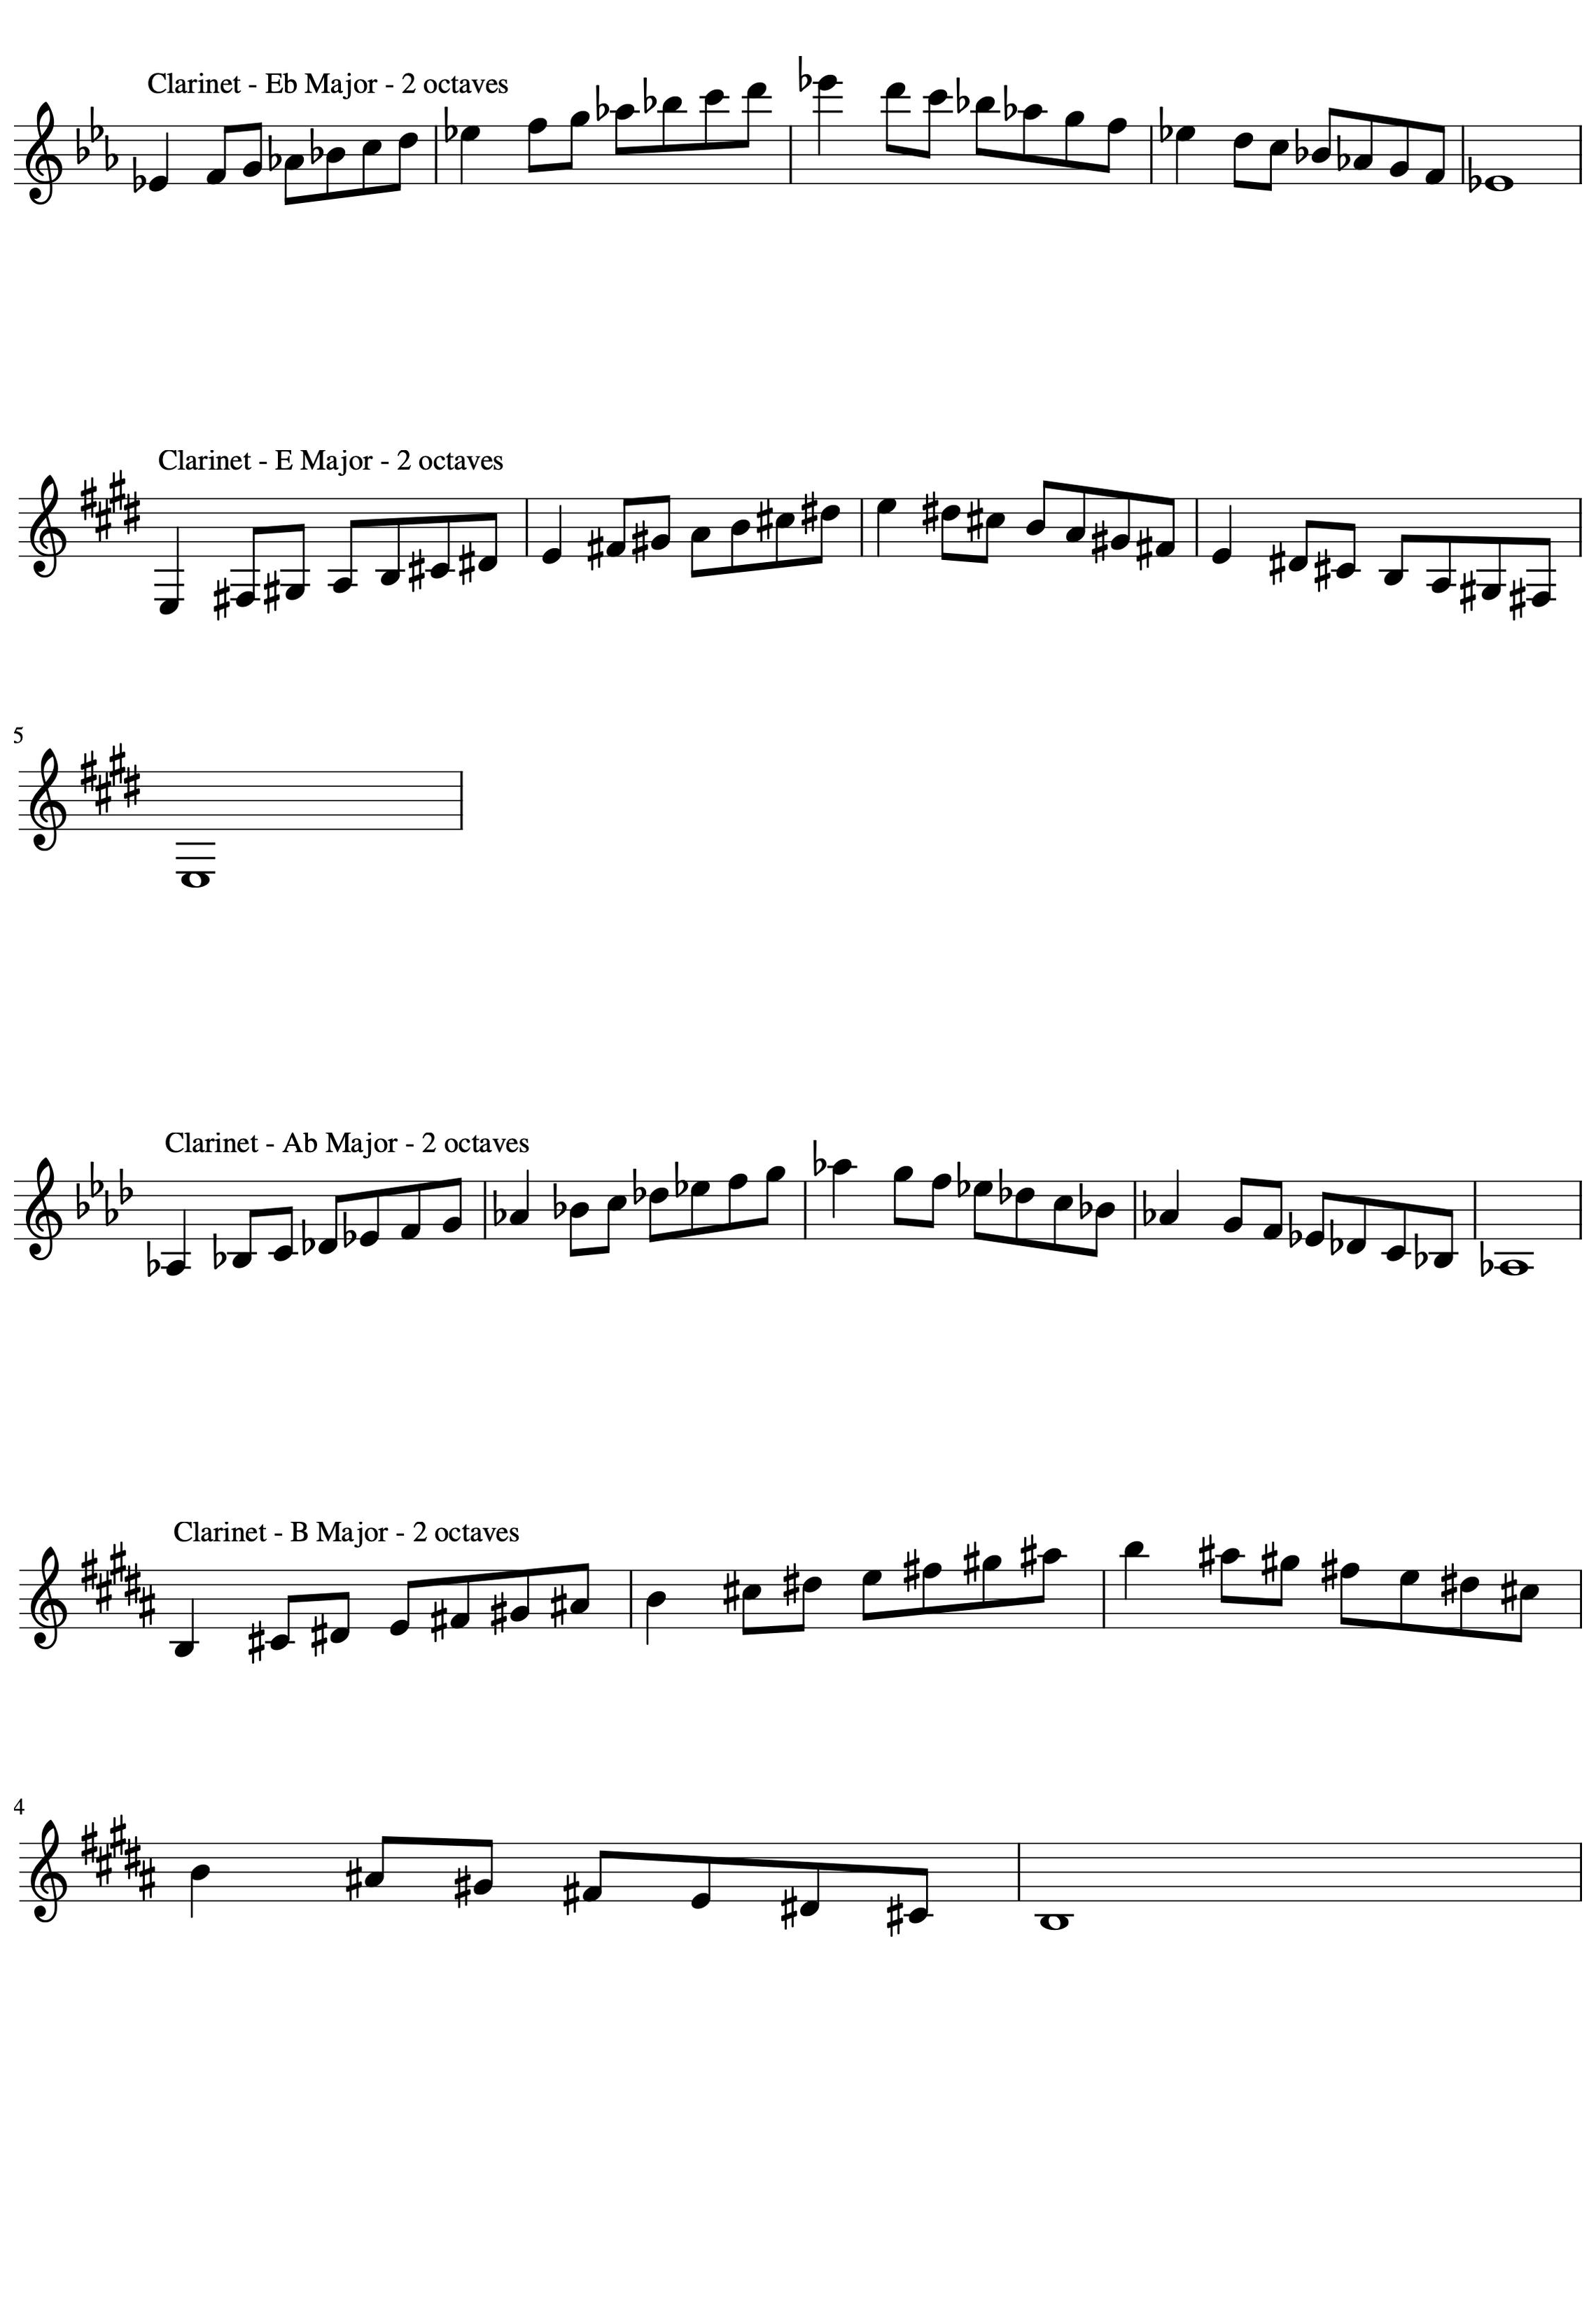 Clarinet - Eb Major - 2 octaves
Clarinet - E Major - 2 octaves
5
Clarinet - Ab Major - 2 octaves
Clarinet - B Major - 2 octaves
4